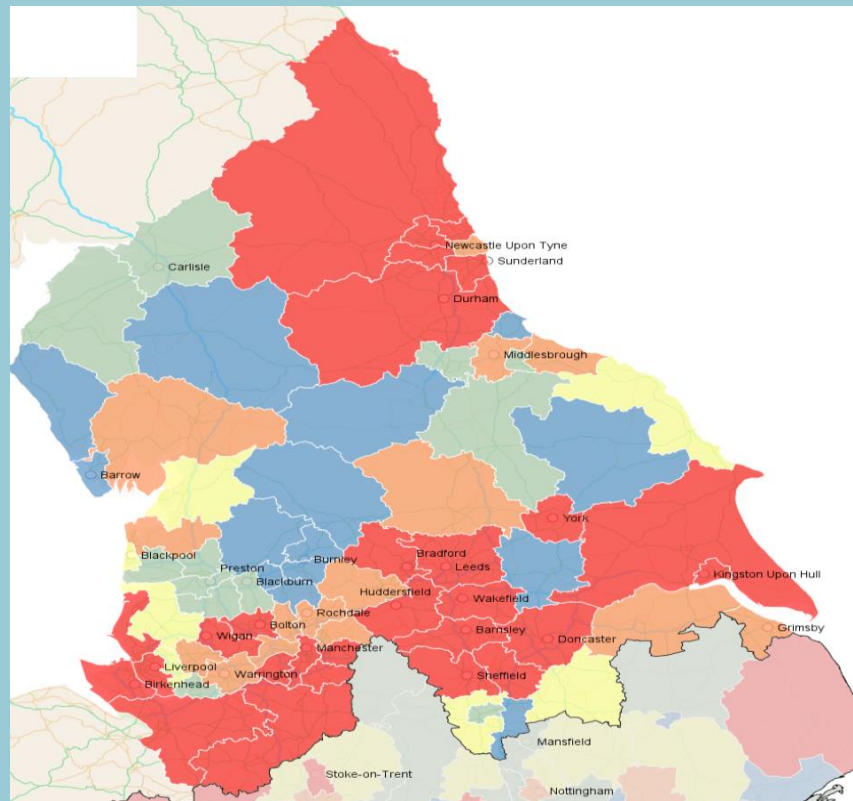 Newcastle Upon Tyne
Sunderland
Carlisle
Durham
Middlesbrough
Barrow
York
Blackpool
Preston
Burnley
Bradford
Leeds
Blackburn
Kingston Upon Hull
Huddersfield
Wakefield
Rochdale
Bolton
Grimsby
Wigan
Barnsley
Doncaster
Manchester
Liverpool
Warrington
Sheffield
Birkenhead
Mansfield
Stoke-on-Trent
Nottingham